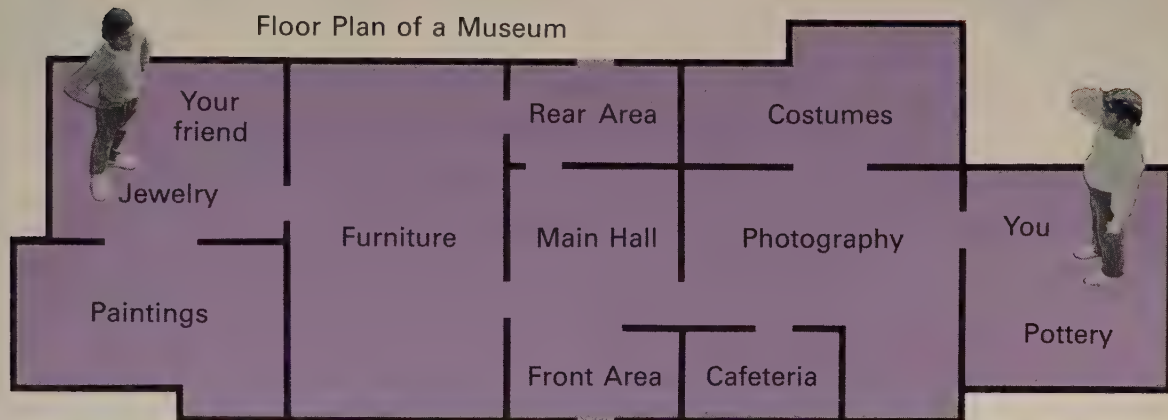 Floor Plan of a Museum
Your
friend
Jewelry
Paintings
Furniture
Rear Area
Main Hall
Front Area
Costumes
Photography
Cafeteria
You
Pottery